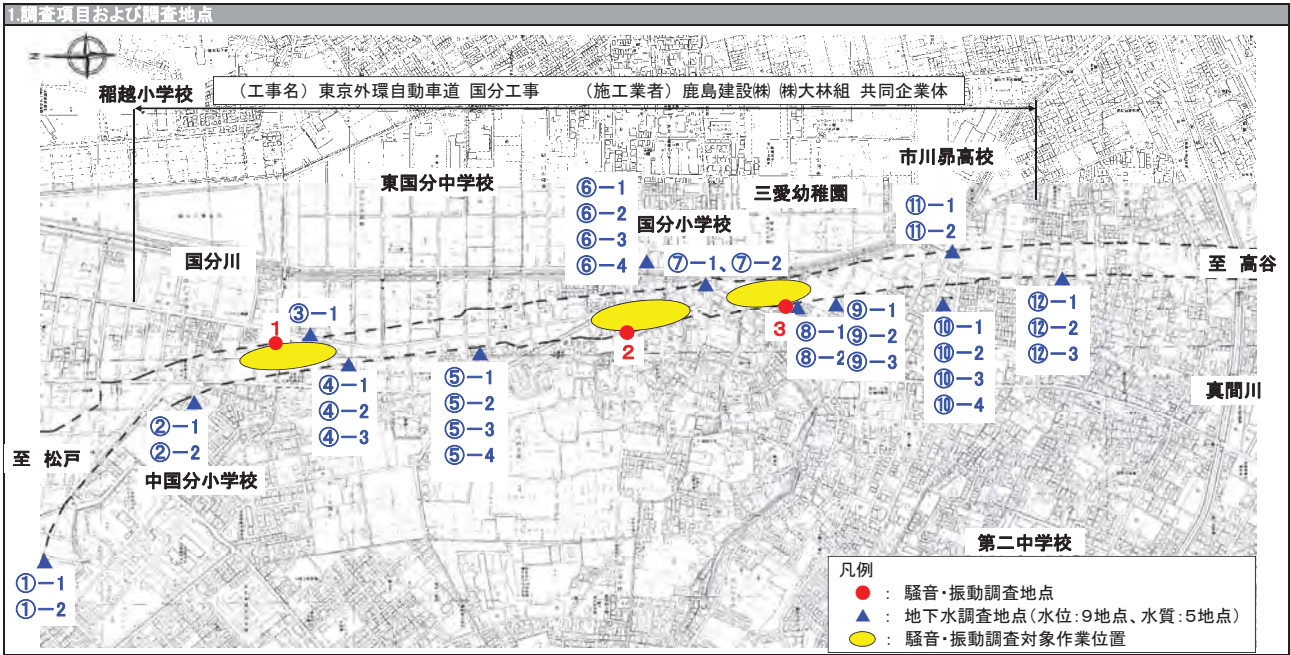 1.調査項目および調査地点
N
稲越小学校
(工事名) 東京外環自動車道 国分工事 (施工業者) 鹿島建設㈱ ㈱大林組 共同企業体
市川昴高校
東国分中学校
三愛幼稚園
国分小学校
国分川
⑥-1
⑥-2
⑥-3
⑥-4
⑦-1、⑦-2
⑪-1
⑪-2
至 高谷
1
③-1
2
3
⑧-1
⑧-2
⑨-1
⑨-2
⑨-3
⑩-1
⑩-2
⑩-3
⑩-4
⑫-1
⑫-2
⑫-3
④-1
④-2
④-3
⑤-1
⑤-2
⑤-3
⑤-4
真間川
②-1
②-2
至 松戸
中国分小学校
①-1
①-2
第二中学校
凡例
: 騒音・振動調査地点
: 地下水調査地点(水位:9地点、水質:5地点)
: 騒音・振動調査対象作業位置